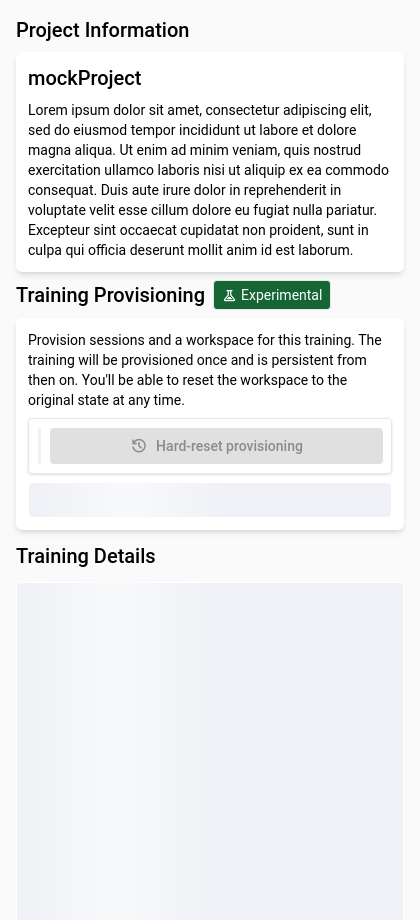 Project Information
mockProject
Lorem ipsum dolor sit amet, consectetur adipiscing elit,
sed do eiusmod tempor incididunt ut labore et dolore
magna aliqua. Ut enim ad minim veniam, quis nostrud
exercitation ullamco laboris nisi ut aliquip ex ea commodo
consequat. Duis aute irure dolor in reprehenderit in
voluptate velit esse cillum dolore eu fugiat nulla pariatur.
Excepteur sint occaecat cupidatat non proident, sunt in
culpa qui officia deserunt mollit anim id est laborum.
Training Provisioning Experimental
Provision sessions and a workspace for this training. The
training will be provisioned once and is persistent from
then on. You'll be able to reset the workspace to the
original state at any time.
Hard-reset provisioning
Training Details